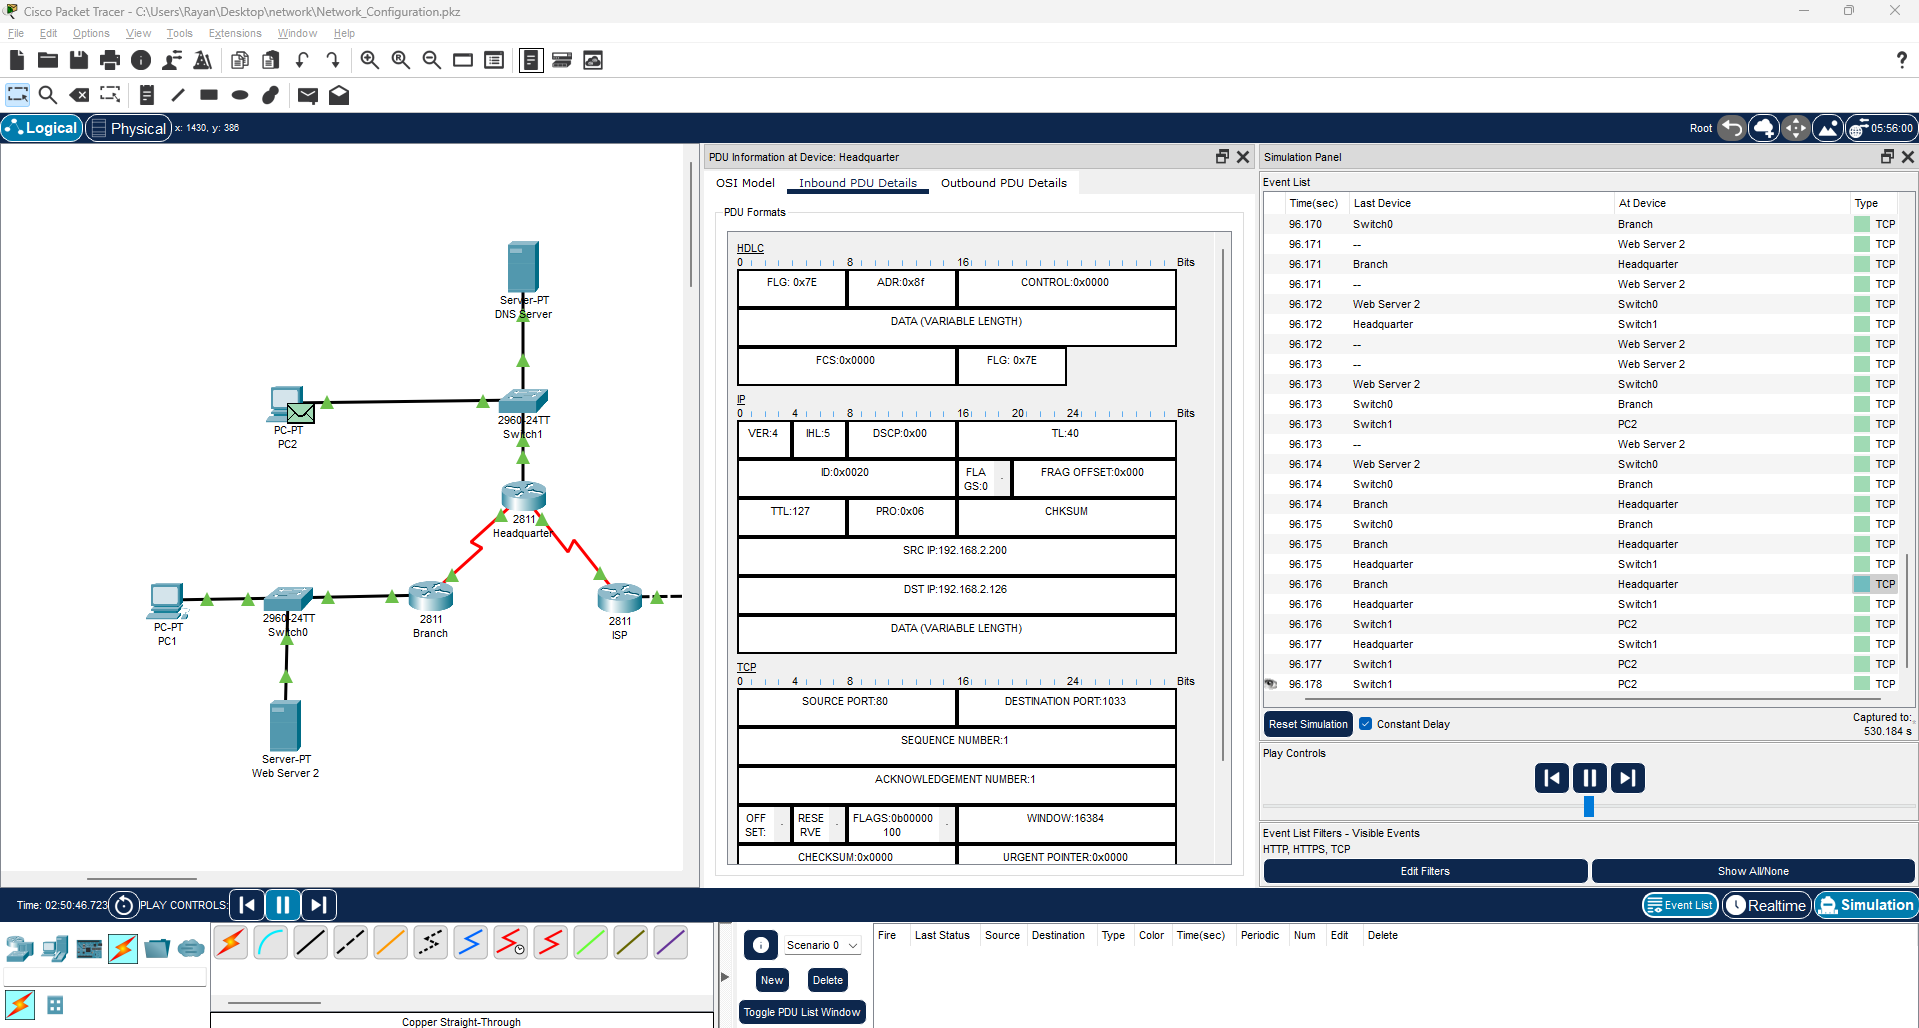 Cisco Packet Tracer - C:\Users\Rayan\Desktop\network\Network_Configuration.pkz
File Edit Options View Tools Extensions Window Help
Logical Physical x: 1430, y: 386 Root 05:56:00
Server-PT
DNS Server
PC-PT
PC2
2960-24TT
Switch1
2811
Headquarter
PC-PT
PC1
2960-24TT
Switch0
2811
Branch
2811
ISP
Server-PT
Web Server 2
PDU Information at Device: Headquarter
OSI Model Inbound PDU Details Outbound PDU Details
PDU Formats
HDLC
0 8 16 Bits
FLG: 0x7E ADR:0x8f CONTROL:0x0000
DATA (VARIABLE LENGTH)
FCS:0x0000 FLG: 0x7E
IP
0 4 8 16 20 24 Bits
VER:4 IHL:5 DSCP:0x00 TL:40
ID:0x0020 FLA GS:0 FRAG OFFSET:0x000
TTL:127 PRO:0x06 CHKSUM
SRC IP:192.168.2.200
DST IP:192.168.2.126
DATA (VARIABLE LENGTH)
TCP
0 4 8 16 24 Bits
SOURCE PORT:80 DESTINATION PORT:1033
SEQUENCE NUMBER:1
ACKNOWLEDGEMENT NUMBER:1
OFF SET: RESE RVE FLAGS:0b00000 100 WINDOW:16384
CHECKSUM:0x0000 URGENT POINTER:0x0000
Simulation Panel
Event List
Time(sec) Last Device At Device Type
96.170 Switch0 Branch TCP
96.171 -- Web Server 2 TCP
96.171 Branch Headquarter TCP
96.171 -- Web Server 2 TCP
96.172 Web Server 2 Switch0 TCP
96.172 Headquarter Switch1 TCP
96.172 -- Web Server 2 TCP
96.173 -- Web Server 2 TCP
96.173 Web Server 2 Switch0 TCP
96.173 Switch0 Branch TCP
96.173 Switch1 PC2 TCP
96.173 -- Web Server 2 TCP
96.174 Web Server 2 Switch0 TCP
96.174 Switch0 Branch TCP
96.174 Branch Headquarter TCP
96.175 Switch0 Branch TCP
96.175 Branch Headquarter TCP
96.175 Headquarter Switch1 TCP
96.176 Branch Headquarter TCP
96.176 Headquarter Switch1 TCP
96.176 Switch1 PC2 TCP
96.177 Headquarter Switch1 TCP
96.177 Switch1 PC2 TCP
96.178 Switch1 PC2 TCP
Reset Simulation Constant Delay Captured to:
530.184 s
Play Controls
Event List Filters - Visible Events
HTTP, HTTPS, TCP
Edit Filters Show All/None
Time: 02:50:46.723 PLAY CONTROLS: Event List Realtime Simulation
Scenario 0
New Delete
Toggle PDU List Window
Fire Last Status Source Destination Type Color Time(sec) Periodic Num Edit Delete
Copper Straight-Through